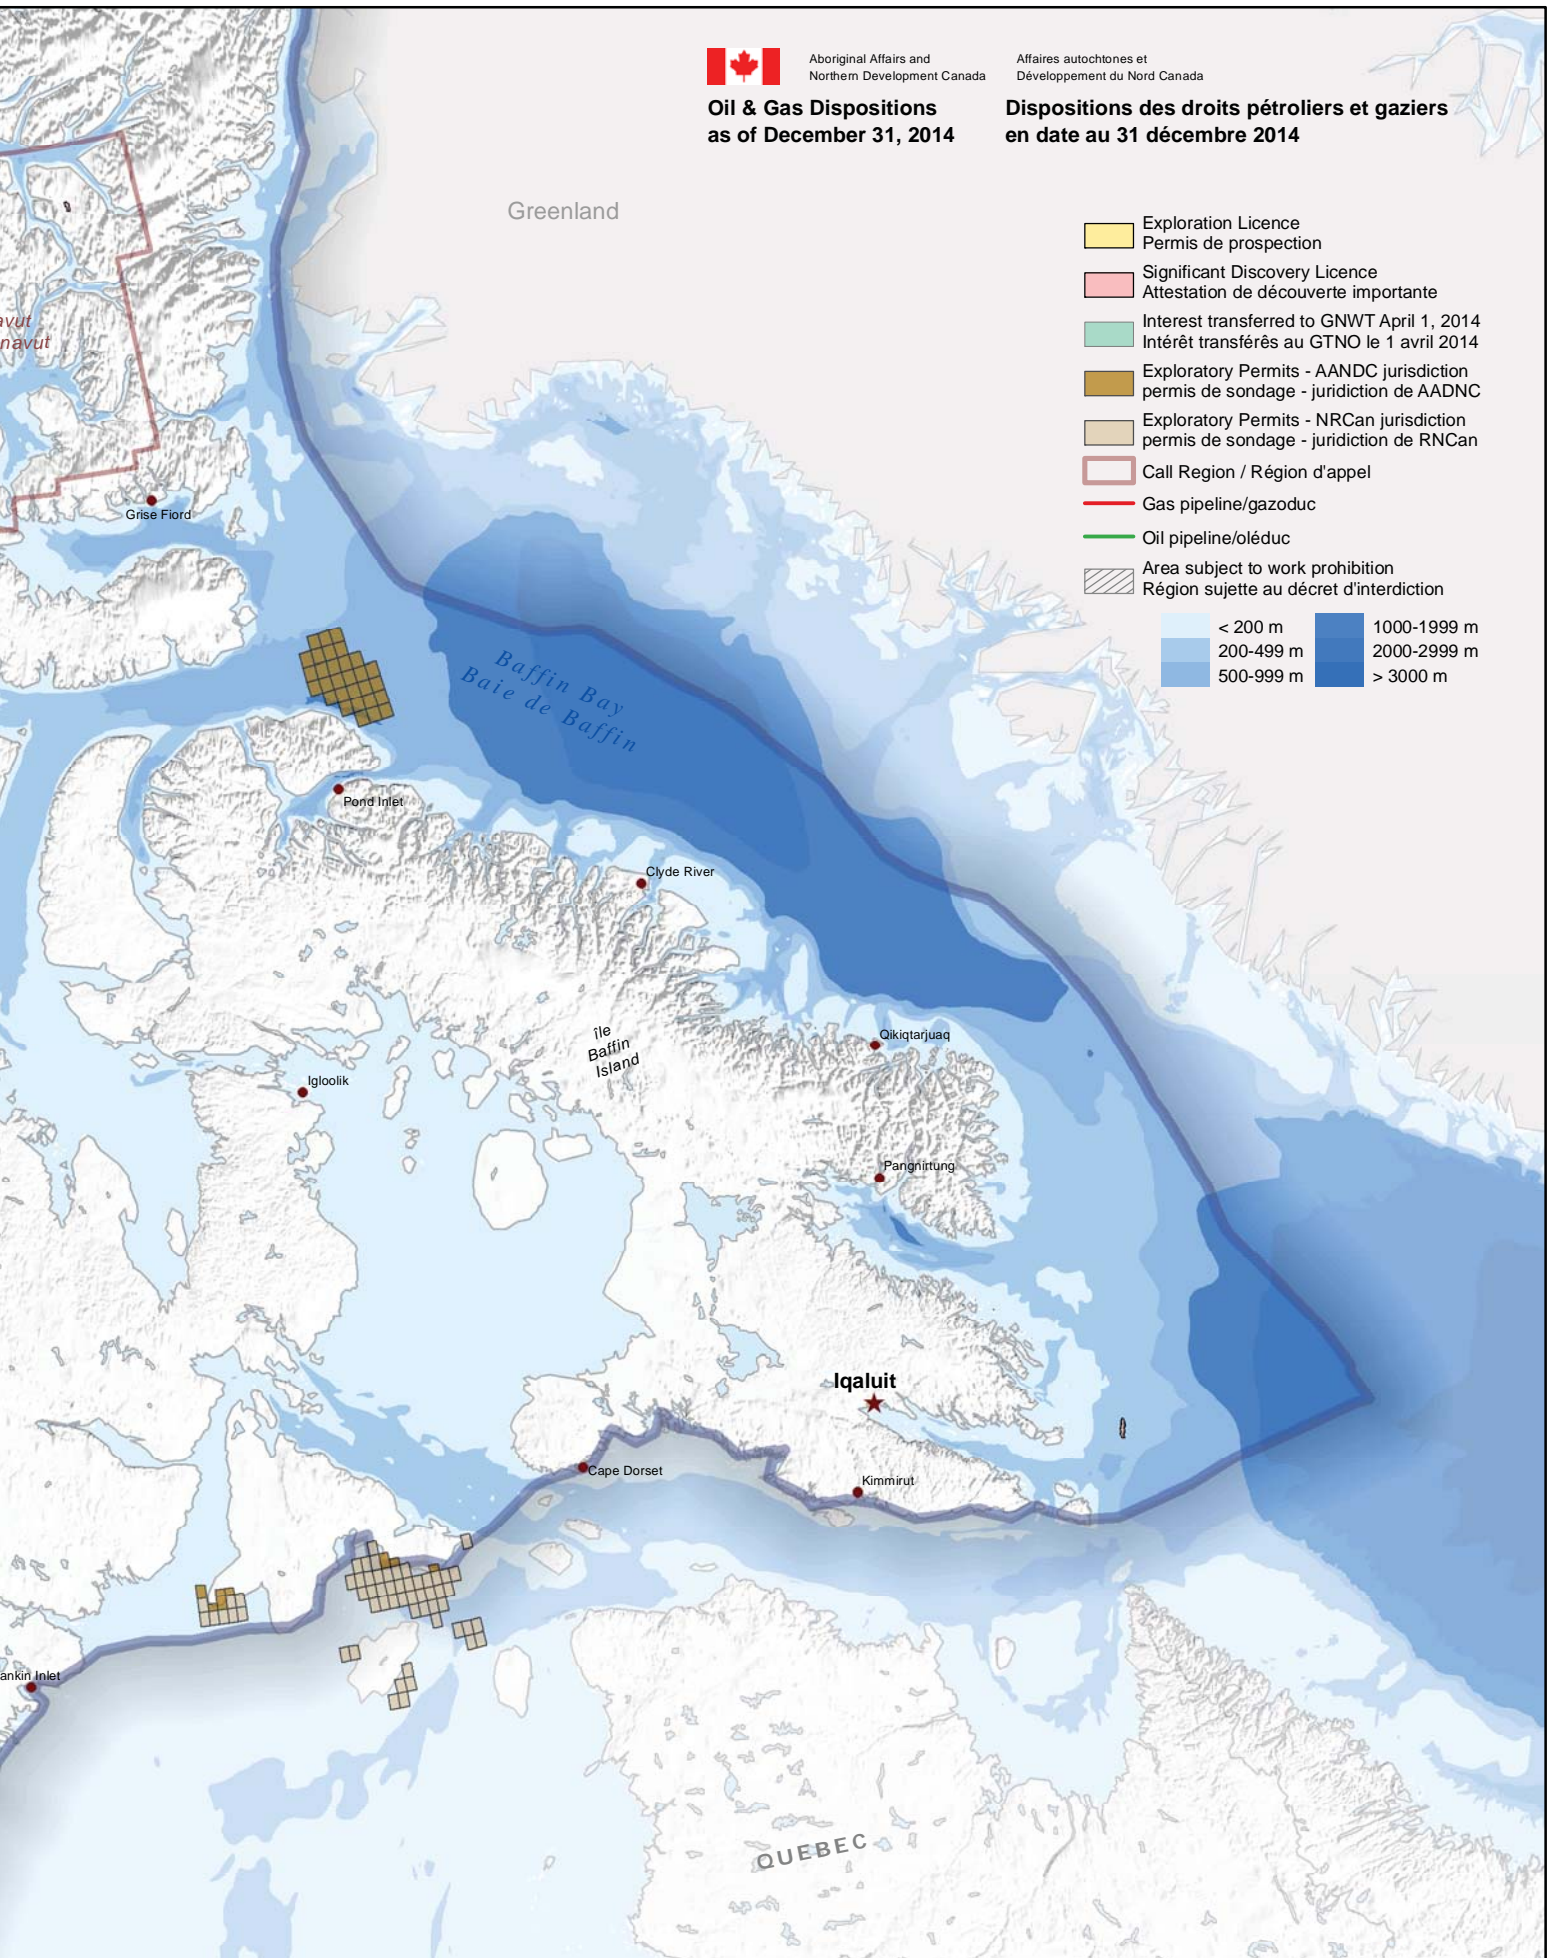 Aboriginal Affairs and
Northern Development Canada
Affaires autochtones et
Développement du Nord Canada
Oil & Gas Dispositions
as of December 31, 2014
Dispositions des droits pétroliers et gaziers
en date au 31 décembre 2014
Greenland
Exploration Licence
Permis de prospection
Significant Discovery Licence
Attestation de découverte importante
Interest transferred to GNWT April 1, 2014
Intérêt transférês au GTNO le 1 avril 2014
Exploratory Permits - AANDC jurisdiction
permis de sondage - juridiction de AADNC
Exploratory Permits - NRCan jurisdiction
permis de sondage - juridiction de RNCan
Call Region / Région d'appel
Gas pipeline/gazoduc
Oil pipeline/oléduc
Area subject to work prohibition
Région sujette au décret d'interdiction
< 200 m
200-499 m
500-999 m
1000-1999 m
2000-2999 m
> 3000 m
avut
navut
Grise Fiord
Baffin Bay
Baie de Baffin
Pond Inlet
Clyde River
île
Baffin
Island
Qikiqtarjuaq
Igloolik
Pangnirtung
Iqaluit
Cape Dorset
Kimmirut
ankin Inlet
QUEBEC